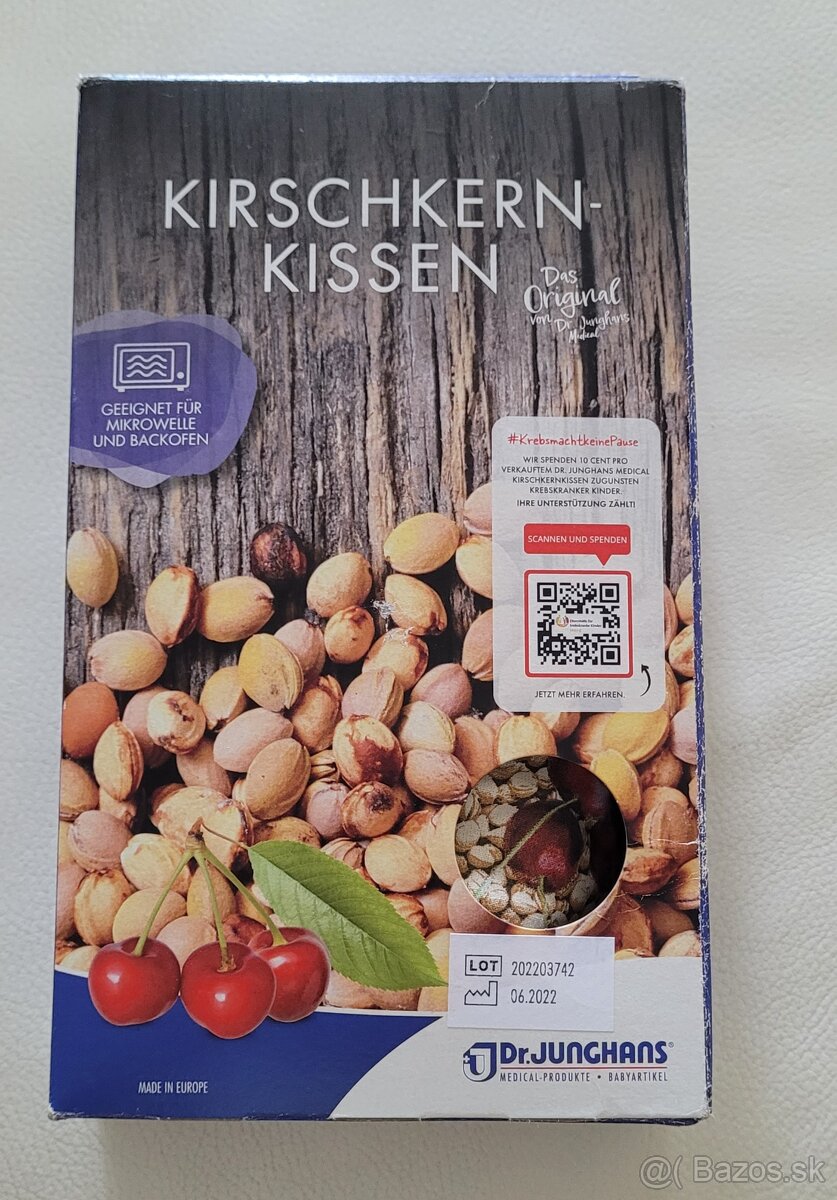 KIRSCHKERN-
KISSEN
Das
Original
von Dr. Junghans
Medical
GEEIGNET FÜR
MIKROWELLE
UND BACKOFEN
#KrebsmachtkeinePause
WIR SPENDEN 10 CENT PRO
VERKAUFTEM DR. JUNGHANS MEDICAL
KIRSCHKERNKISSEN ZUGUNSTEN
KREBSKRANKER KINDER.
IHRE UNTERSTÜTZUNG ZÄHLT!
SCANNEN UND SPENDEN
JETZT MEHR ERFAHREN.
LOT 202203742
06.2022
Dr.JUNGHANS®
MEDICAL-PRODUKTE • BABYARTIKEL
MADE IN EUROPE
@( Bazos.sk